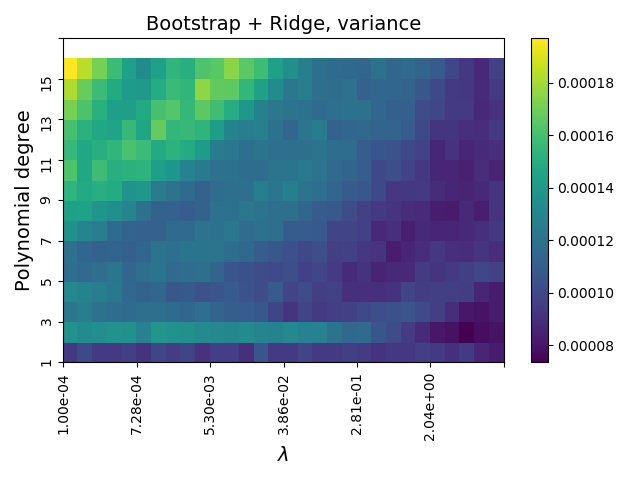 Bootstrap + Ridge, variance
Polynomial degree
15
13
11
9
7
5
3
1
1.00e-04
7.28e-04
5.30e-03
3.86e-02
2.81e-01
2.04e+00
λ
0.00018
0.00016
0.00014
0.00012
0.00010
0.00008